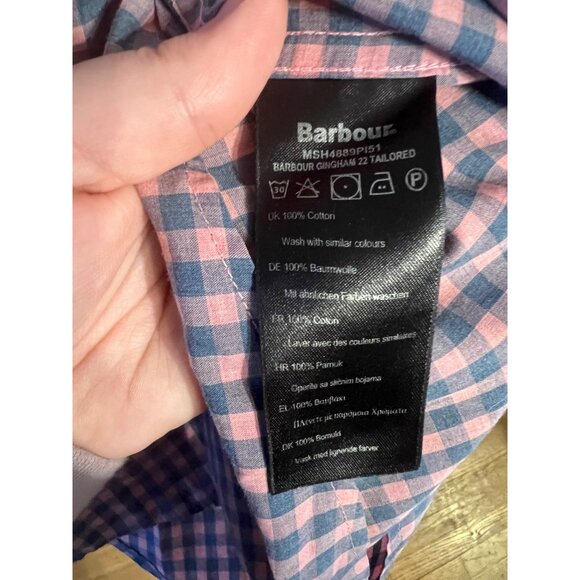 Barbour
MSH4889PI51
BARBOUR GINGHAM 22 TAILORED
30 P
UK 100% Cotton
Wash with similar colours
DE 100% Baumwolle
Mit ähnlichen Farben waschen
FR 100% Coton
Laver avec des couleurs similaires
HR 100% Pamuk
Operite sa sličnim bojama
EL-100% Βαμβάκι
Πλένετε με παρόμοια Χρώματα
DK 100% Bomuld
Vask med lignende farver